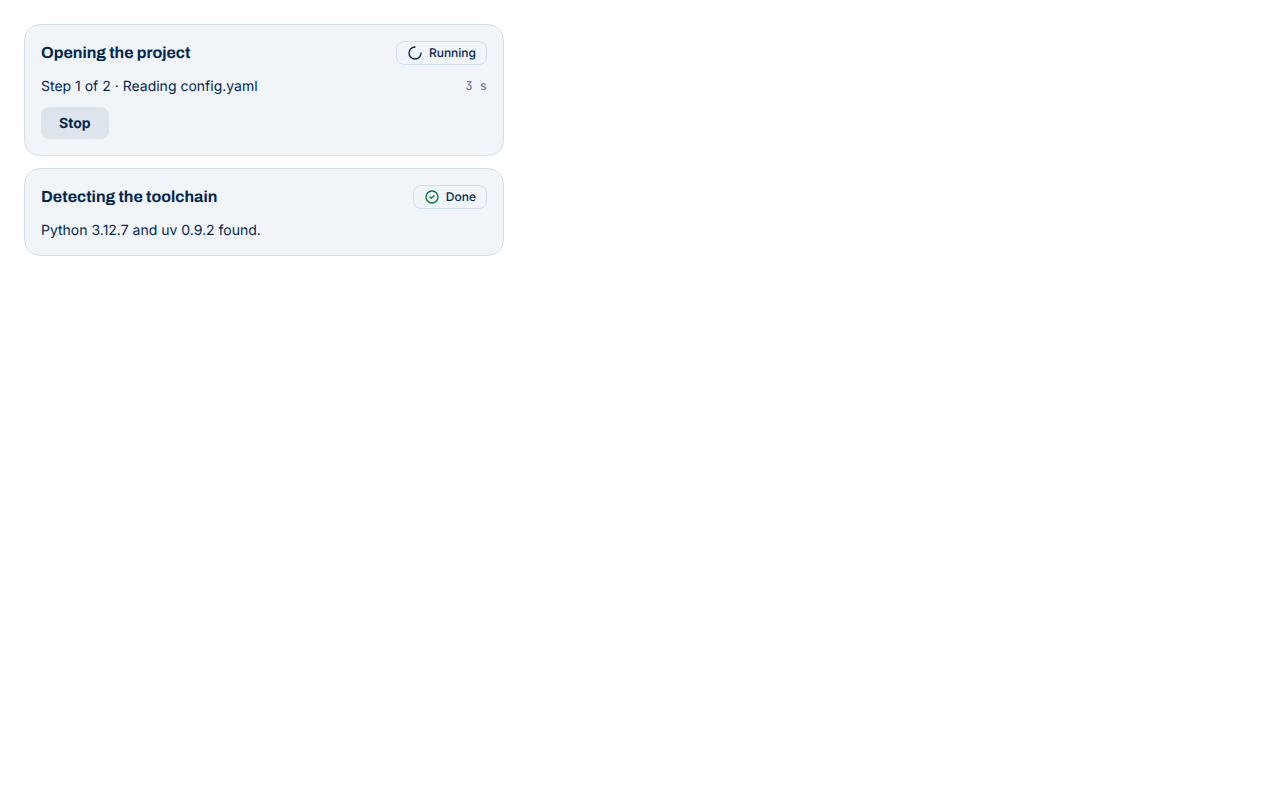 Opening the project
Running
Step 1 of 2 · Reading config.yaml
3 s
Stop
Detecting the toolchain
Done
Python 3.12.7 and uv 0.9.2 found.